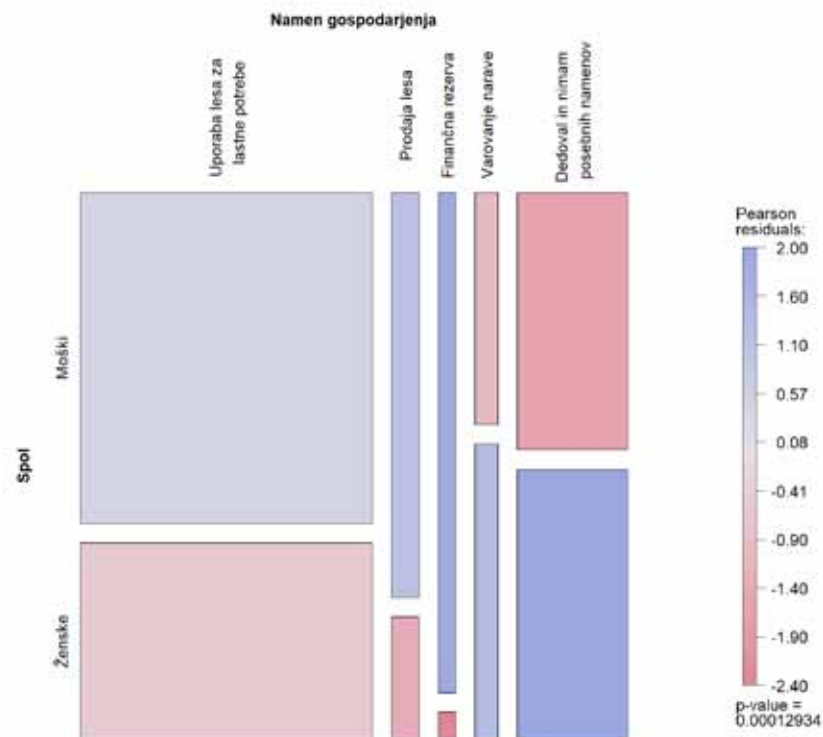 Namen gospodarjenja
Uporaba lesa za
lastne potrebe
Prodaja lesa
Finančna rezerva
Varovanje narave
Dedoval in nimam
posebnih namenov
Spol
Moški
Ženske
Pearson
residuals:
2.00
1.60
1.10
0.57
0.08
-0.41
-0.90
-1.40
-1.90
-2.40
p-value =
0.00012934